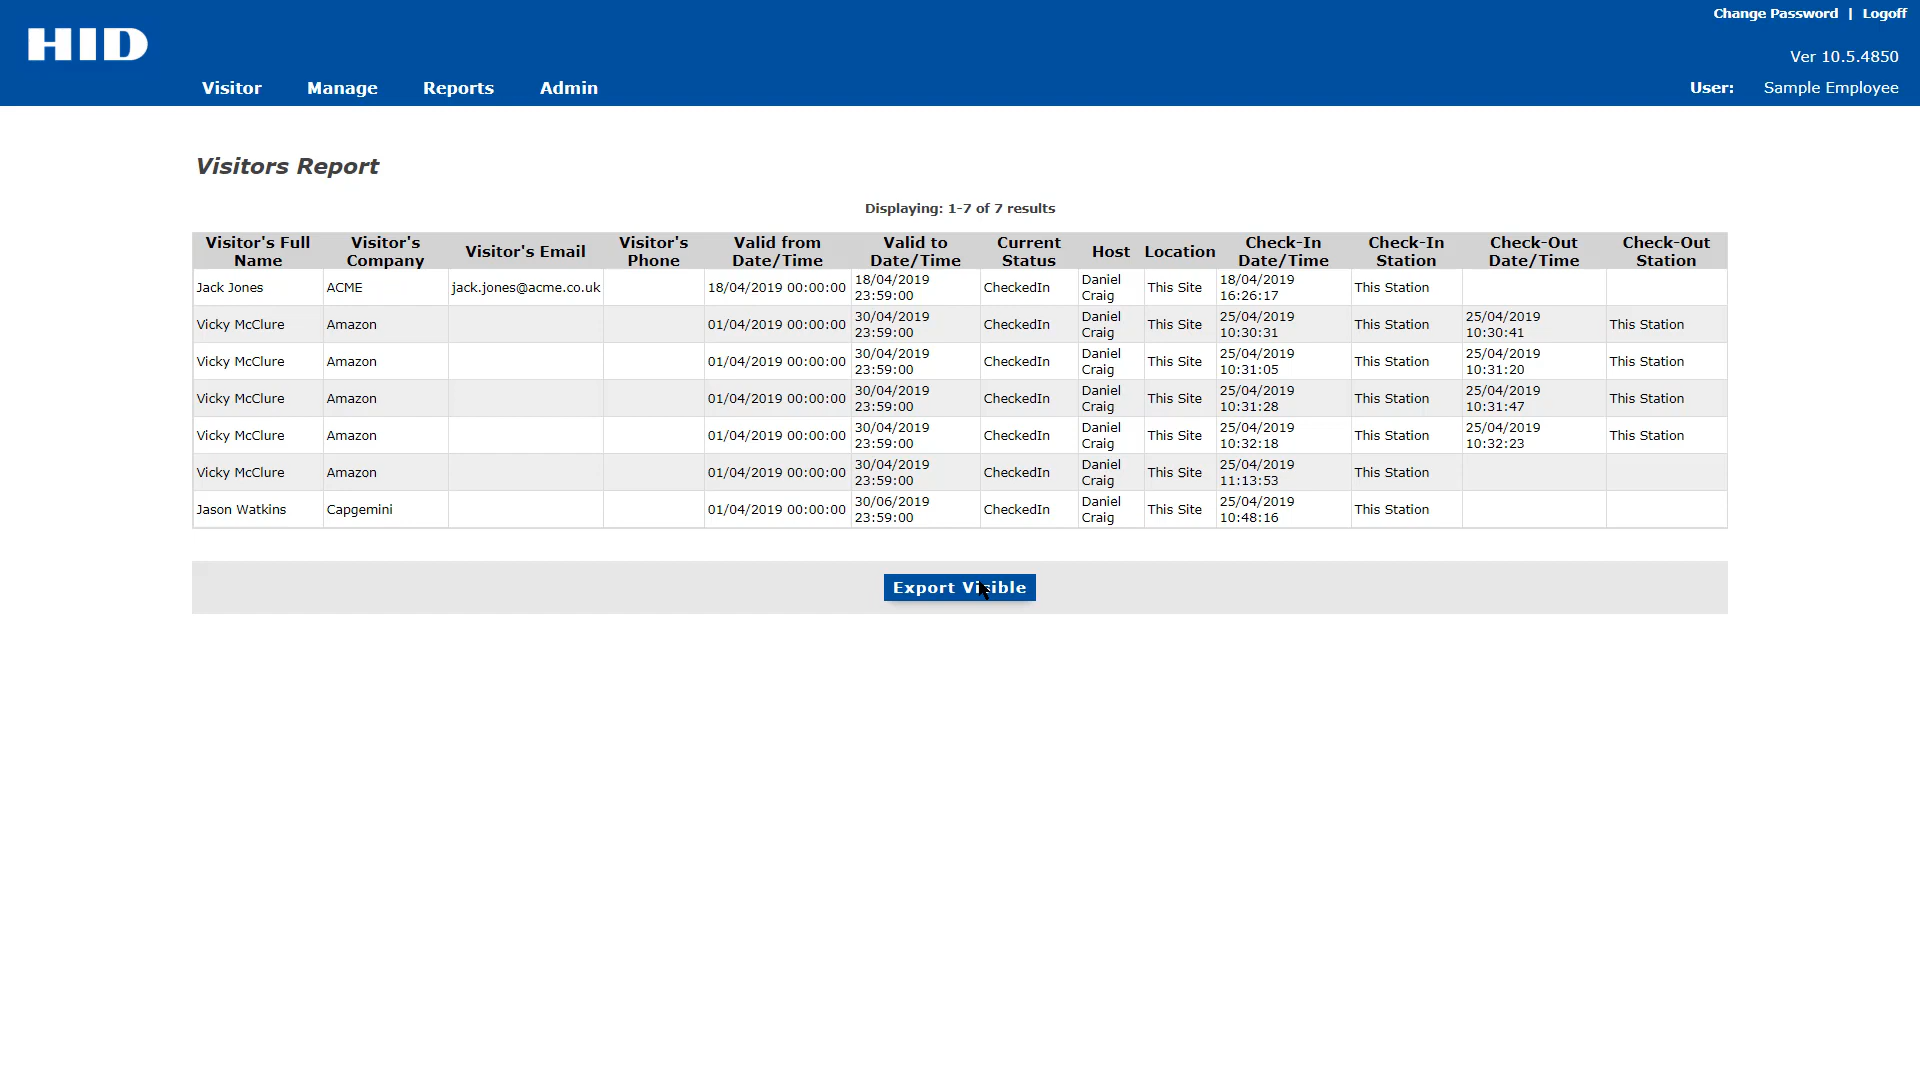 Change Password | Logoff
HID
Ver 10.5.4850
Visitor Manage Reports Admin User: Sample Employee
Visitors Report
Displaying: 1-7 of 7 results
Visitor's Full Name Visitor's Company Visitor's Email Visitor's Phone Valid from Date/Time Valid to Date/Time Current Status Host Location Check-In Date/Time Check-In Station Check-Out Date/Time Check-Out Station
Jack Jones ACME jack.jones@acme.co.uk 18/04/2019 00:00:00 18/04/2019 23:59:00 CheckedIn Daniel Craig This Site 18/04/2019 16:26:17 This Station
Vicky McClure Amazon 01/04/2019 00:00:00 30/04/2019 23:59:00 CheckedIn Daniel Craig This Site 25/04/2019 10:30:31 This Station 25/04/2019 10:30:41 This Station
Vicky McClure Amazon 01/04/2019 00:00:00 30/04/2019 23:59:00 CheckedIn Daniel Craig This Site 25/04/2019 10:31:05 This Station 25/04/2019 10:31:20 This Station
Vicky McClure Amazon 01/04/2019 00:00:00 30/04/2019 23:59:00 CheckedIn Daniel Craig This Site 25/04/2019 10:31:28 This Station 25/04/2019 10:31:47 This Station
Vicky McClure Amazon 01/04/2019 00:00:00 30/04/2019 23:59:00 CheckedIn Daniel Craig This Site 25/04/2019 10:32:18 This Station 25/04/2019 10:32:23 This Station
Vicky McClure Amazon 01/04/2019 00:00:00 30/04/2019 23:59:00 CheckedIn Daniel Craig This Site 25/04/2019 11:13:53 This Station
Jason Watkins Capgemini 01/04/2019 00:00:00 30/06/2019 23:59:00 CheckedIn Daniel Craig This Site 25/04/2019 10:48:16 This Station
Export Visible